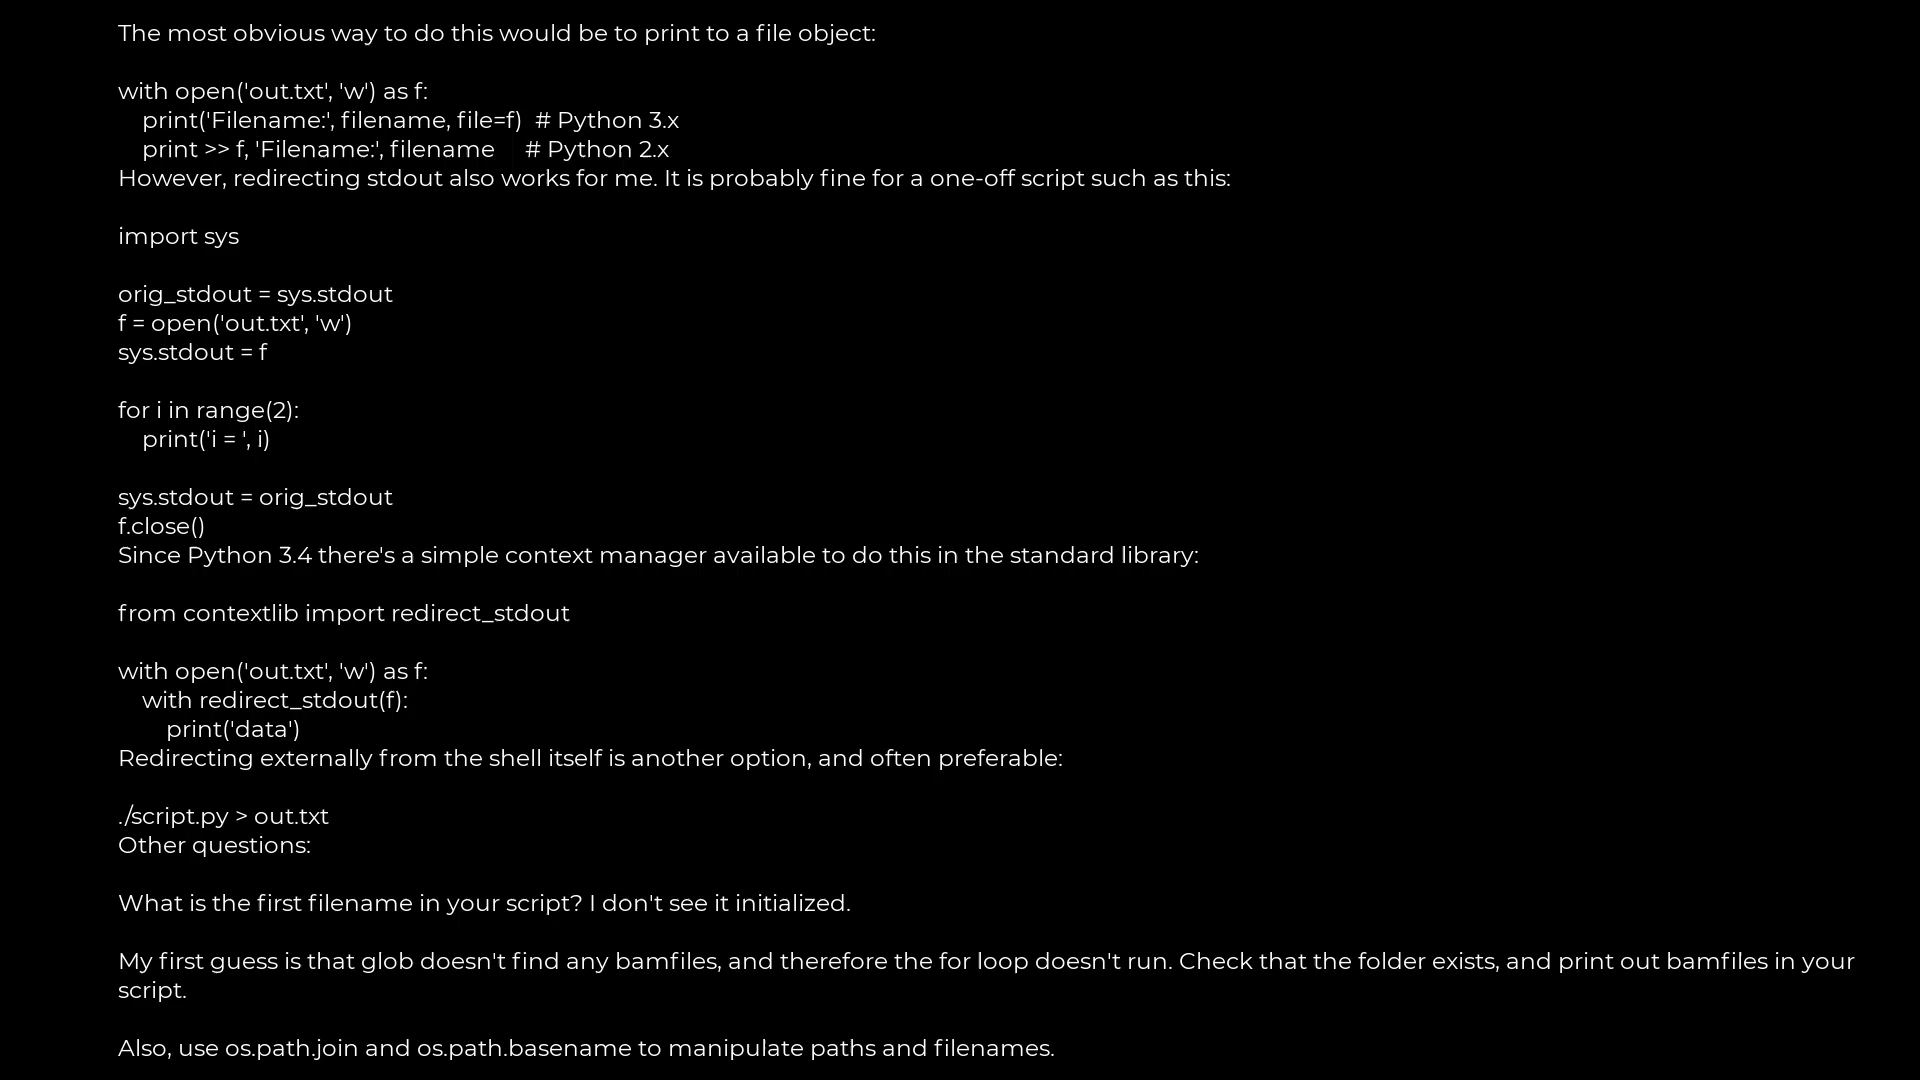 The most obvious way to do this would be to print to a file object:
with open('out.txt', 'w') as f:
    print('Filename:', filename, file=f)  # Python 3.x
    print >> f, 'Filename:', filename     # Python 2.x
However, redirecting stdout also works for me. It is probably fine for a one-off script such as this:
import sys
orig_stdout = sys.stdout
f = open('out.txt', 'w')
sys.stdout = f
for i in range(2):
    print('i = ', i)
sys.stdout = orig_stdout
f.close()
Since Python 3.4 there's a simple context manager available to do this in the standard library:
from contextlib import redirect_stdout
with open('out.txt', 'w') as f:
    with redirect_stdout(f):
        print('data')
Redirecting externally from the shell itself is another option, and often preferable:
./script.py > out.txt
Other questions:
What is the first filename in your script? I don't see it initialized.
My first guess is that glob doesn't find any bamfiles, and therefore the for loop doesn't run. Check that the folder exists, and print out bamfiles in your
script.
Also, use os.path.join and os.path.basename to manipulate paths and filenames.